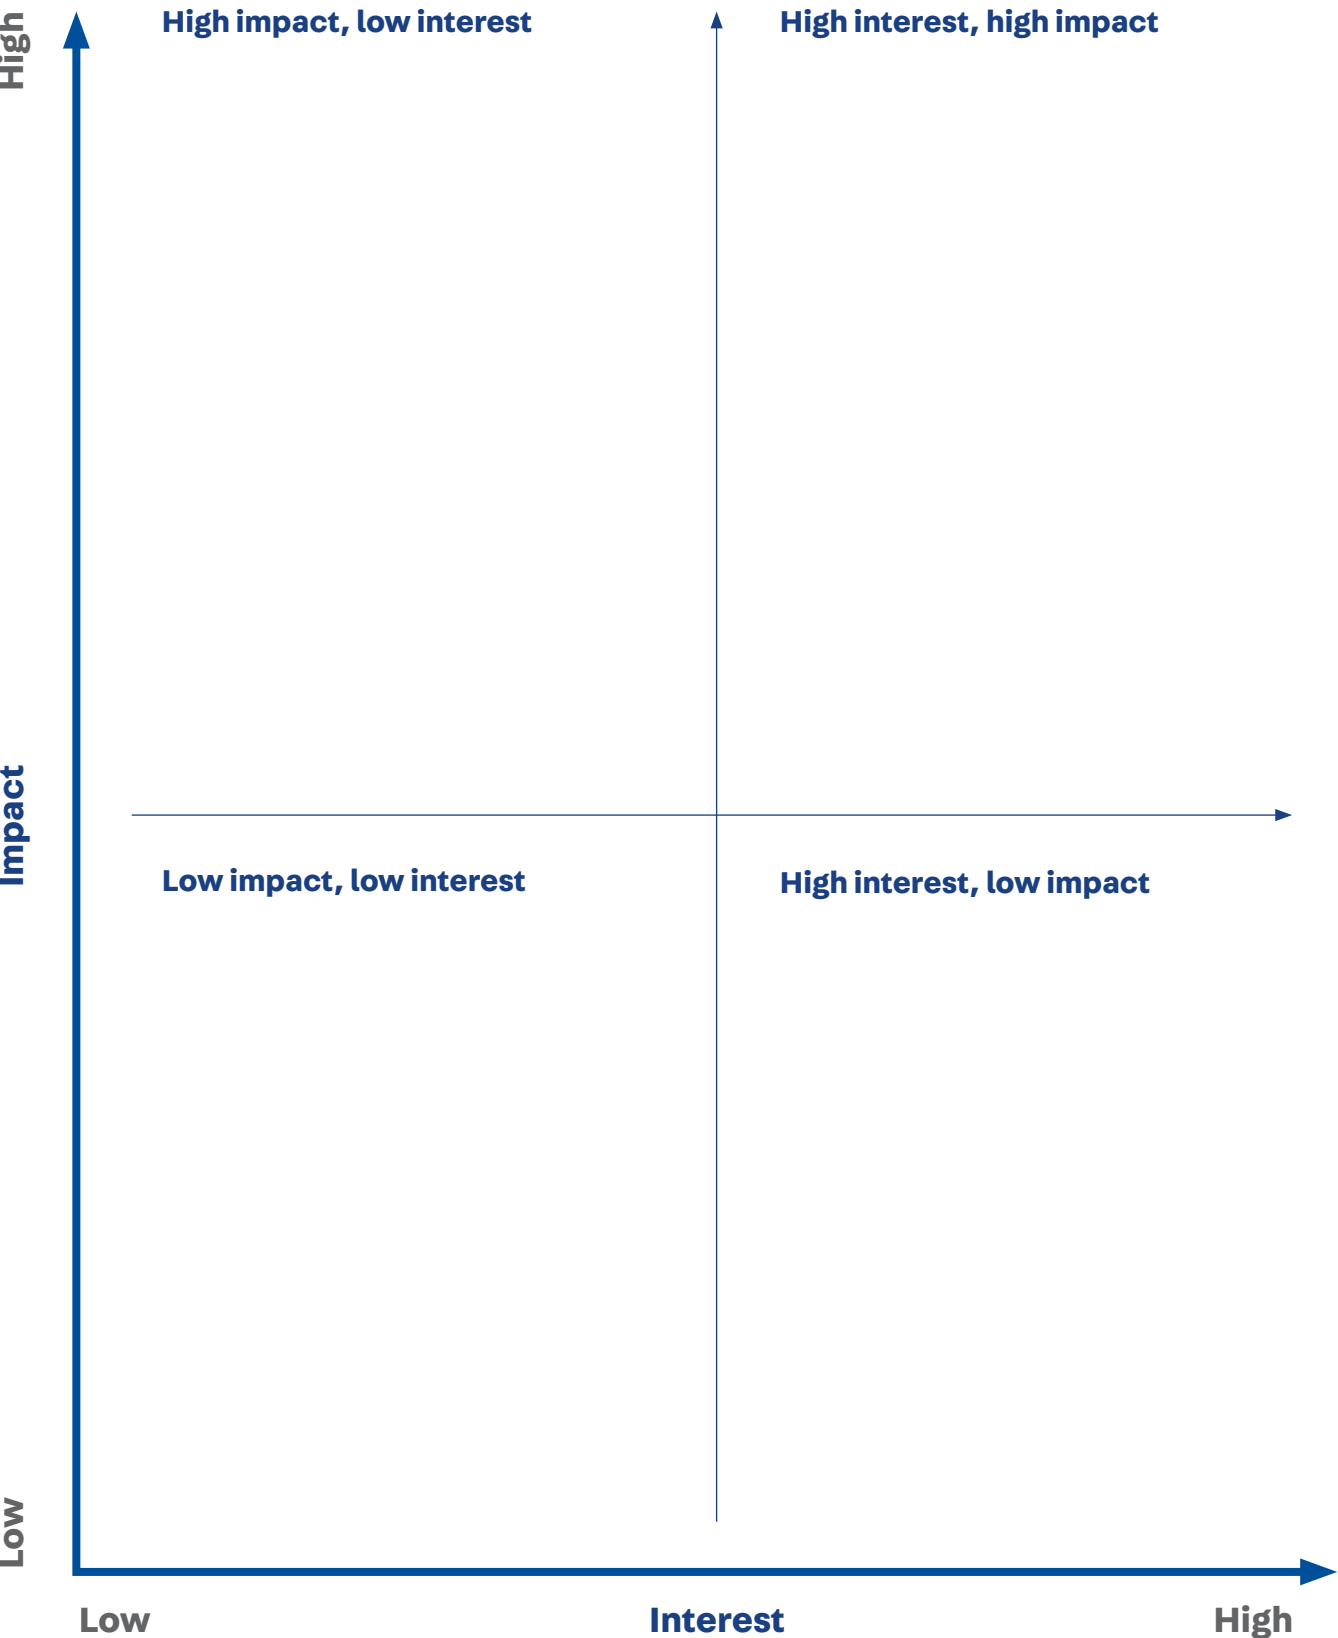 High
High impact, low interest
High interest, high impact
Impact
Low impact, low interest
High interest, low impact
Low
Low
Interest
High